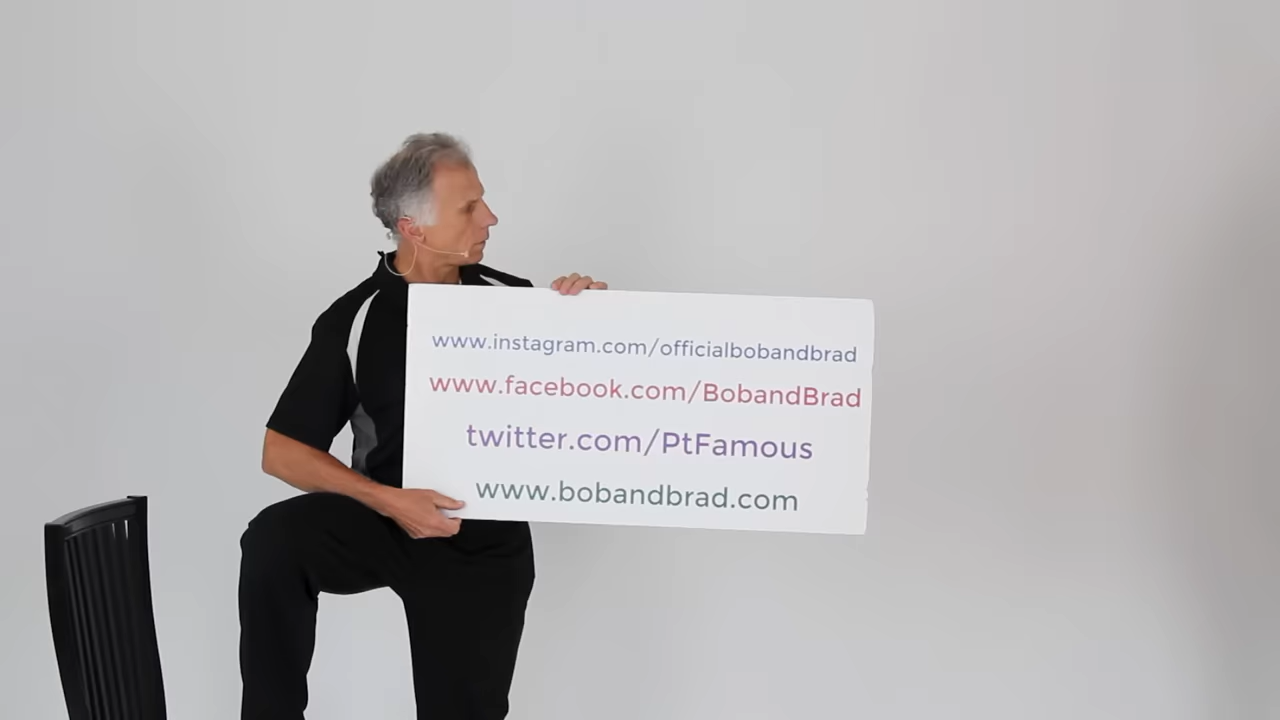 www.instagram.com/officialbobandbrad
www.facebook.com/BobandBrad
twitter.com/PtFamous
www.bobandbrad.com